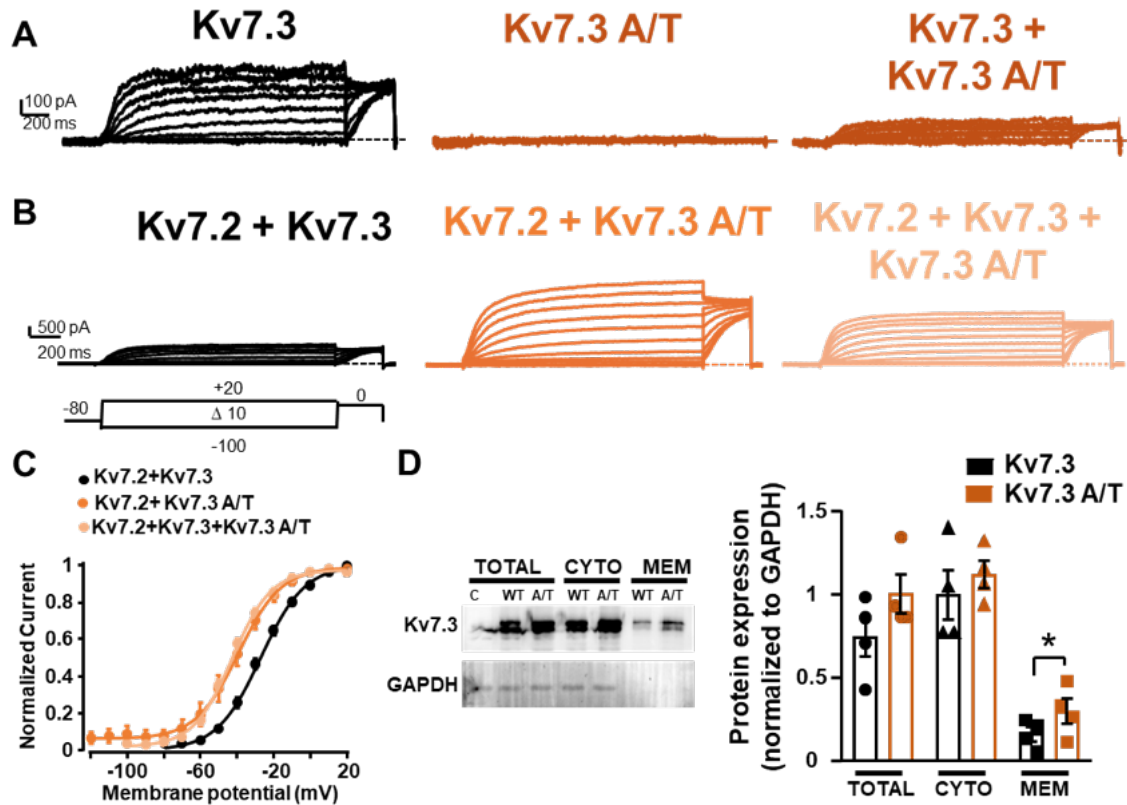 A
Kv7.3
Kv7.3 A/T
Kv7.3 +
Kv7.3 A/T
100 pA
200 ms
B
Kv7.2 + Kv7.3
Kv7.2 + Kv7.3 A/T
Kv7.2 + Kv7.3 +
Kv7.3 A/T
500 pA
200 ms
+20
-80
Δ 10
0
-100
C
Kv7.2+Kv7.3
Kv7.2+ Kv7.3 A/T
Kv7.2+Kv7.3+Kv7.3 A/T
Normalized Current
1
0.8
0.6
0.4
0.2
0
-100
-60
-20
20
Membrane potential (mV)
D
TOTAL CYTO MEM
C WT A/T WT A/T WT A/T
Kv7.3
GAPDH
Kv7.3
Kv7.3 A/T
Protein expression
(normalized to GAPDH)
1.5
1
0.5
0
*
TOTAL CYTO MEM